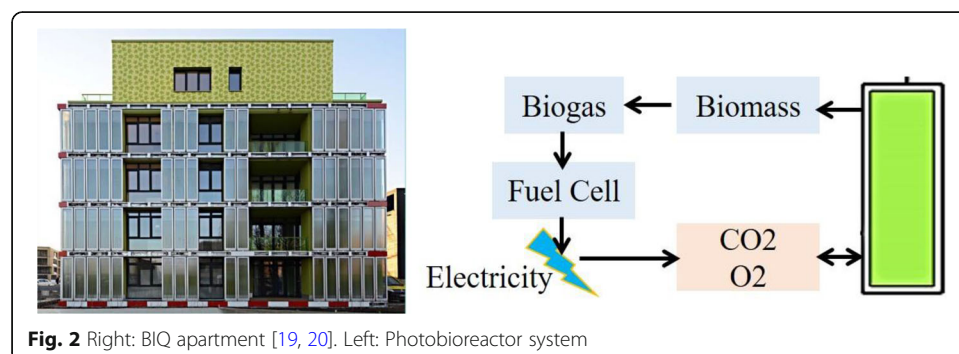 Biogas
Biomass
Fuel Cell
Electricity
CO2
O2
Fig. 2 Right: BIQ apartment [19, 20]. Left: Photobioreactor system